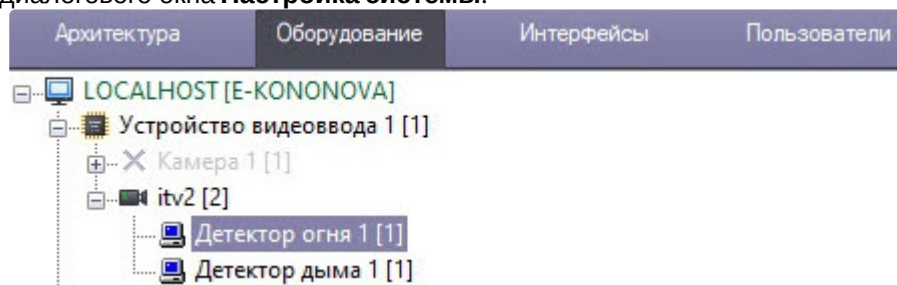 диалогового окна Настройка системы.
Архитектура Оборудование Интерфейсы Пользователи
LOCALHOST [E-KONONOVA]
Устройство видеоввода 1 [1]
Камера 1 [1]
itv2 [2]
Детектор огня 1 [1]
Детектор дыма 1 [1]